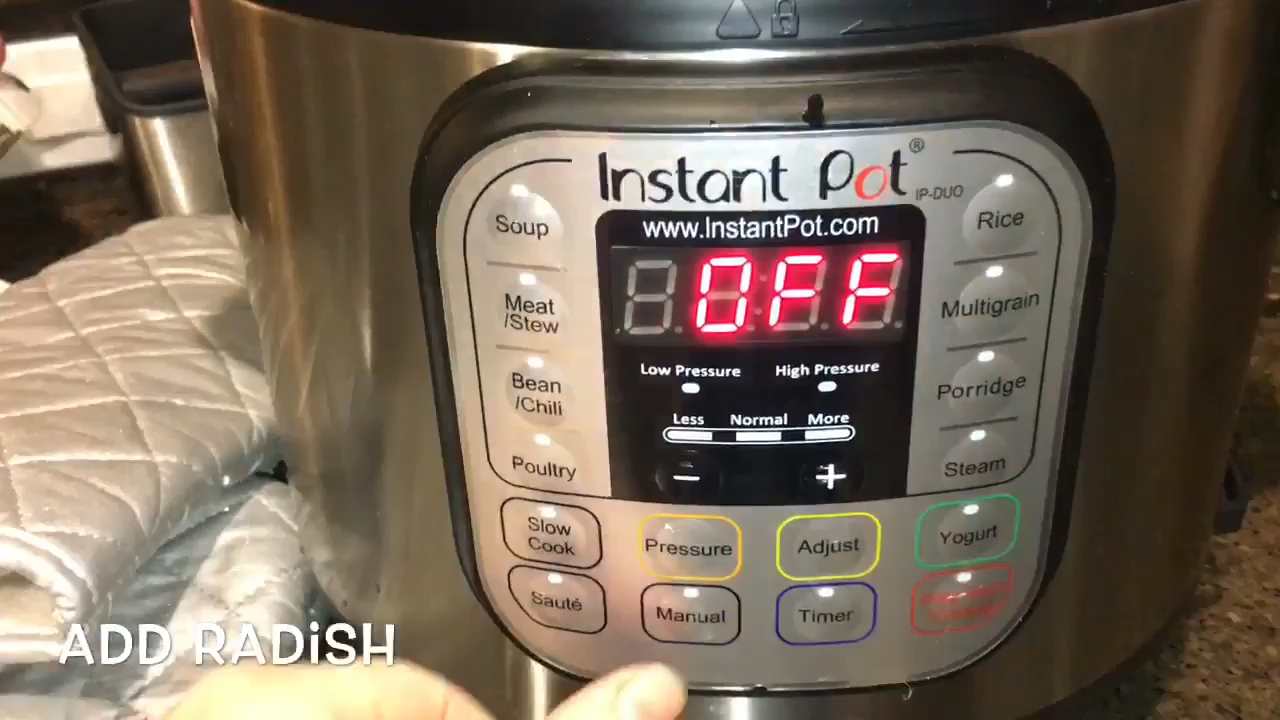 Instant Pot®
IP-DUO
www.InstantPot.com
OFF
Low Pressure High Pressure
Less Normal More
− +
Soup
Meat
/Stew
Bean
/Chili
Poultry
Rice
Multigrain
Porridge
Steam
Slow
Cook
Pressure
Adjust
Yogurt
Sauté
Manual
Timer
ADD RADiSH